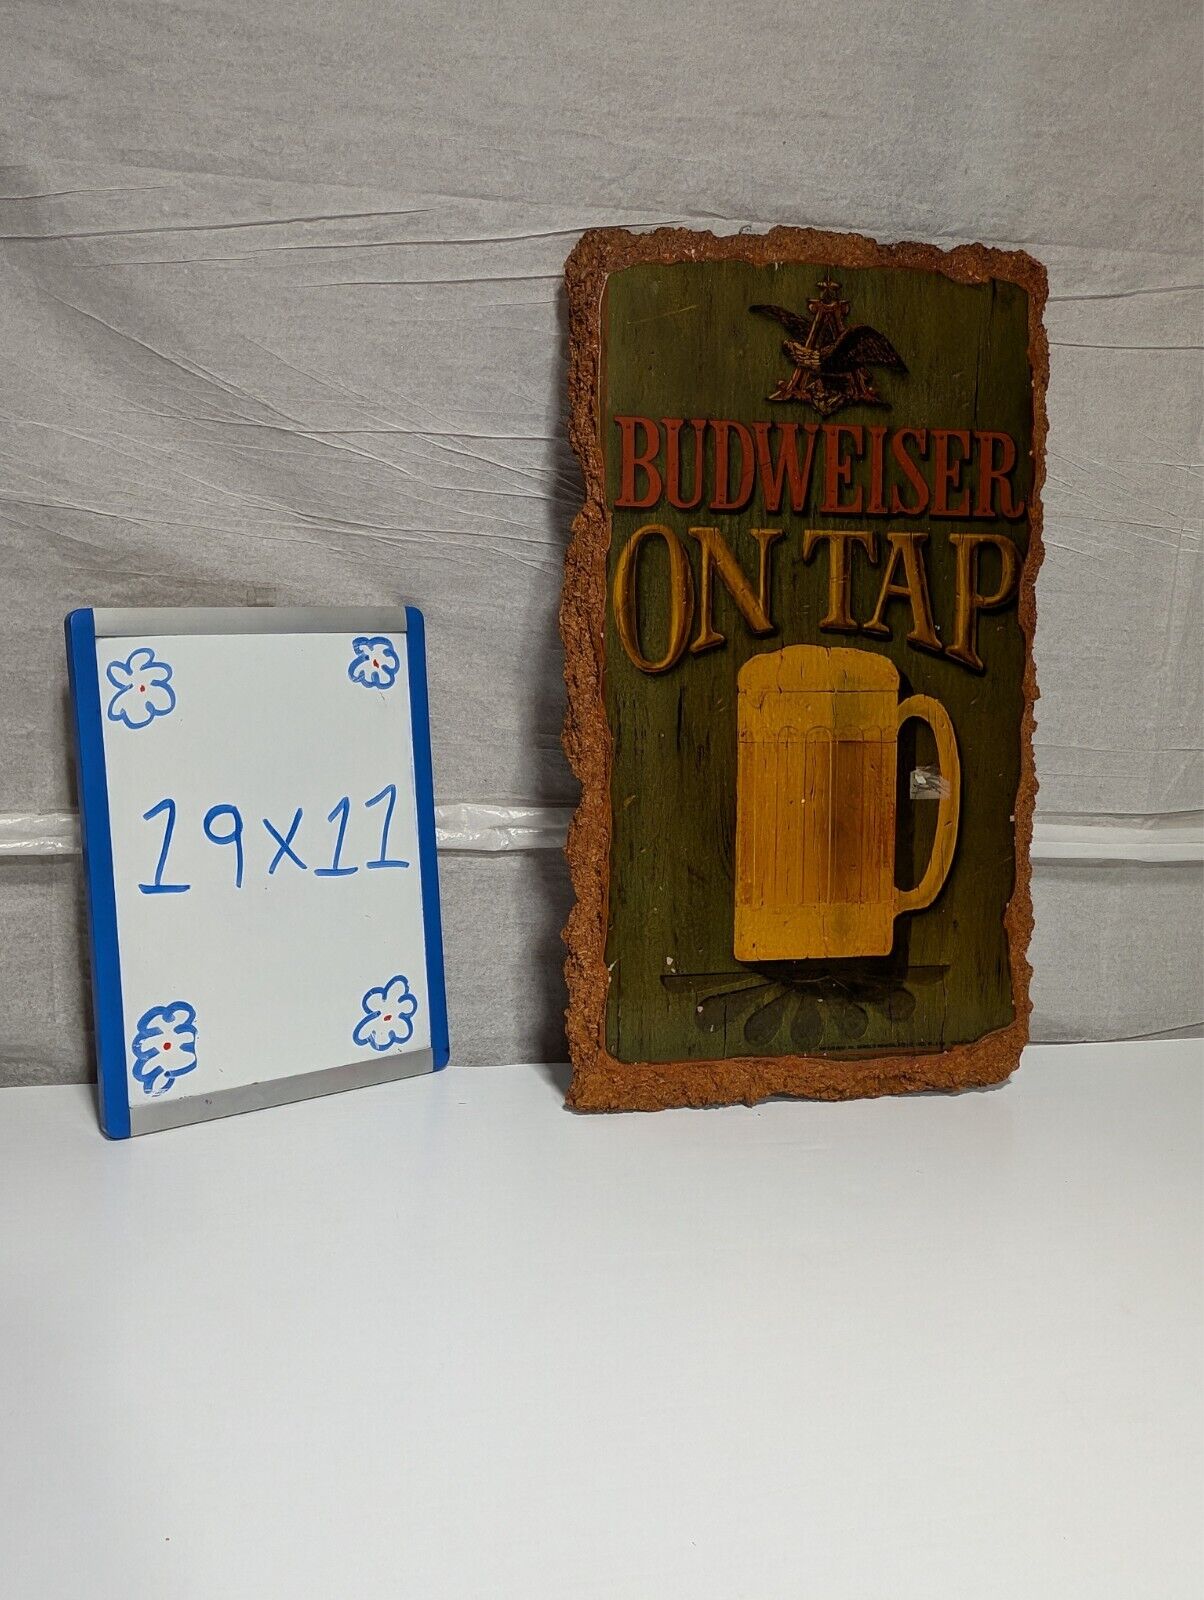 BUDWEISER
ON TAP
19x11